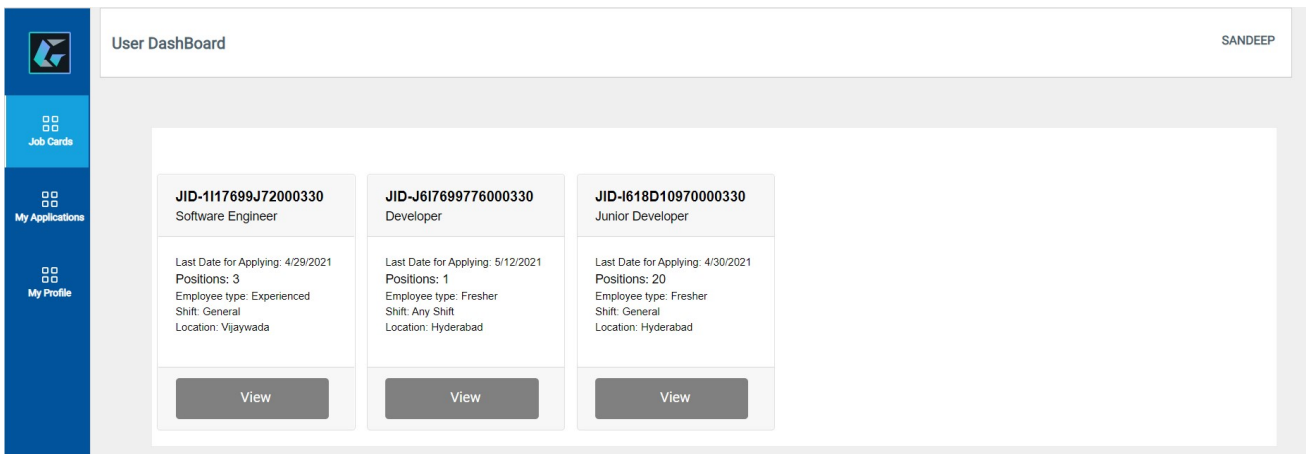 User DashBoard
SANDEEP
Job Cards
My Applications
My Profile
JID-1I17699J72000330
Software Engineer
Last Date for Applying: 4/29/2021
Positions: 3
Employee type: Experienced
Shift: General
Location: Vijaywada
View
JID-J6I7699776000330
Developer
Last Date for Applying: 5/12/2021
Positions: 1
Employee type: Fresher
Shift: Any Shift
Location: Hyderabad
View
JID-I618D10970000330
Junior Developer
Last Date for Applying: 4/30/2021
Positions: 20
Employee type: Fresher
Shift: General
Location: Hyderabad
View